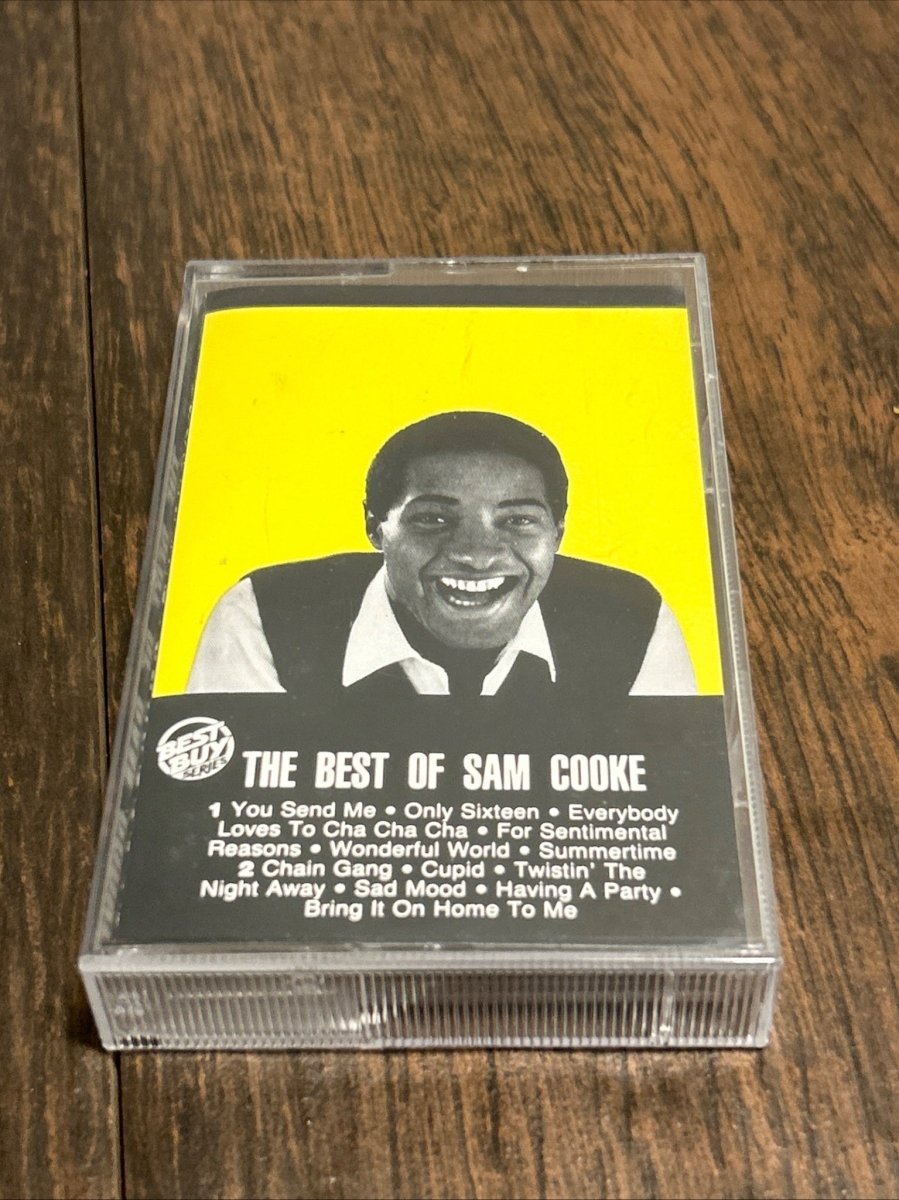 BEST
BUY
SERIES
THE BEST OF SAM COOKE
1 You Send Me • Only Sixteen • Everybody
Loves To Cha Cha Cha • For Sentimental
Reasons • Wonderful World • Summertime
2 Chain Gang • Cupid • Twistin' The
Night Away • Sad Mood • Having A Party •
Bring It On Home To Me